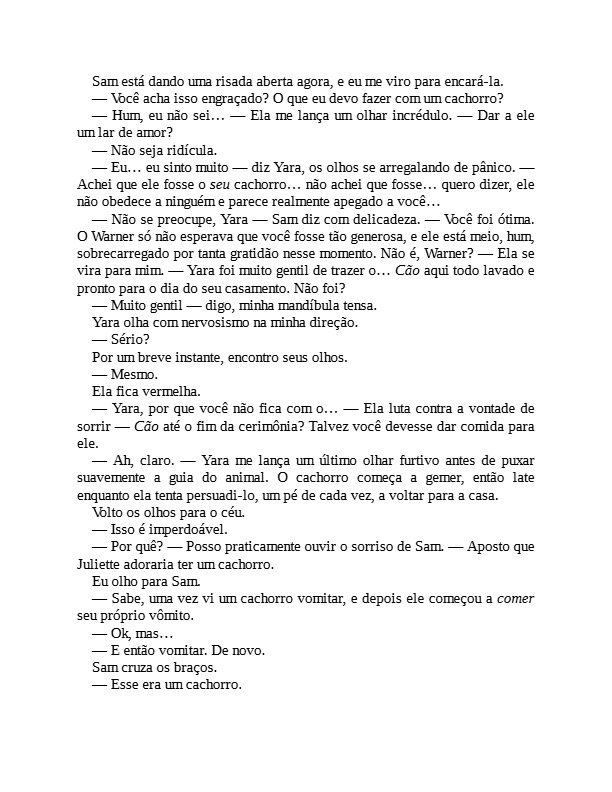 Sam está dando uma risada aberta agora, e eu me viro para encará-la.
— Você acha isso engraçado? O que eu devo fazer com um cachorro?
— Hum, eu não sei… — Ela me lança um olhar incrédulo. — Dar a ele
um lar de amor?
— Não seja ridícula.
— Eu… eu sinto muito — diz Yara, os olhos se arregalando de pânico. —
Achei que ele fosse o seu cachorro… não achei que fosse… quero dizer, ele
não obedece a ninguém e parece realmente apegado a você…
— Não se preocupe, Yara — Sam diz com delicadeza. — Você foi ótima.
O Warner só não esperava que você fosse tão generosa, e ele está meio, hum,
sobrecarregado por tanta gratidão nesse momento. Não é, Warner? — Ela se
vira para mim. — Yara foi muito gentil de trazer o… Cão aqui todo lavado e
pronto para o dia do seu casamento. Não foi?
— Muito gentil — digo, minha mandíbula tensa.
Yara olha com nervosismo na minha direção.
— Sério?
Por um breve instante, encontro seus olhos.
— Mesmo.
Ela fica vermelha.
— Yara, por que você não fica com o… — Ela luta contra a vontade de
sorrir — Cão até o fim da cerimônia? Talvez você devesse dar comida para
ele.
— Ah, claro. — Yara me lança um último olhar furtivo antes de puxar
suavemente a guia do animal. O cachorro começa a gemer, então late
enquanto ela tenta persuadi-lo, um pé de cada vez, a voltar para a casa.
Volto os olhos para o céu.
— Isso é imperdoável.
— Por quê? — Posso praticamente ouvir o sorriso de Sam. — Aposto que
Juliette adoraria ter um cachorro.
Eu olho para Sam.
— Sabe, uma vez vi um cachorro vomitar, e depois ele começou a comer
seu próprio vômito.
— Ok, mas…
— E então vomitar. De novo.
Sam cruza os braços.
— Esse era um cachorro.